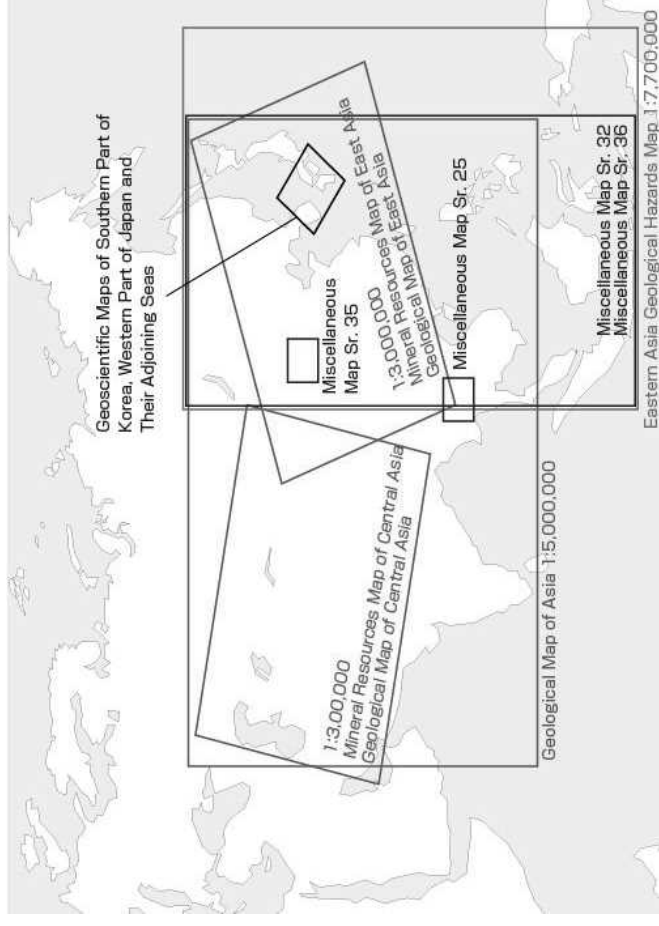 Geoscientific Maps of Southern Part of
Korea, Western Part of Japan and
Their Adjoining Seas
Miscellaneous
Map Sr. 35
1:3,000,000
Mineral Resources Map of East Asia
Geological Map of East Asia
Miscellaneous Map Sr. 25
1:3,00,000
Mineral Resources Map of Central Asia
Geological Map of Central Asia
Geological Map of Asia 1:5,000,000
Miscellaneous Map Sr. 32
Miscellaneous Map Sr. 36
Eastern Asia Geological Hazards Map 1:7,700,000